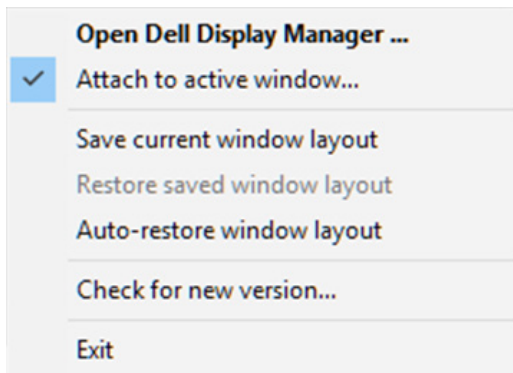 Open Dell Display Manager ...
Attach to active window...
Save current window layout
Restore saved window layout
Auto-restore window layout
Check for new version...
Exit